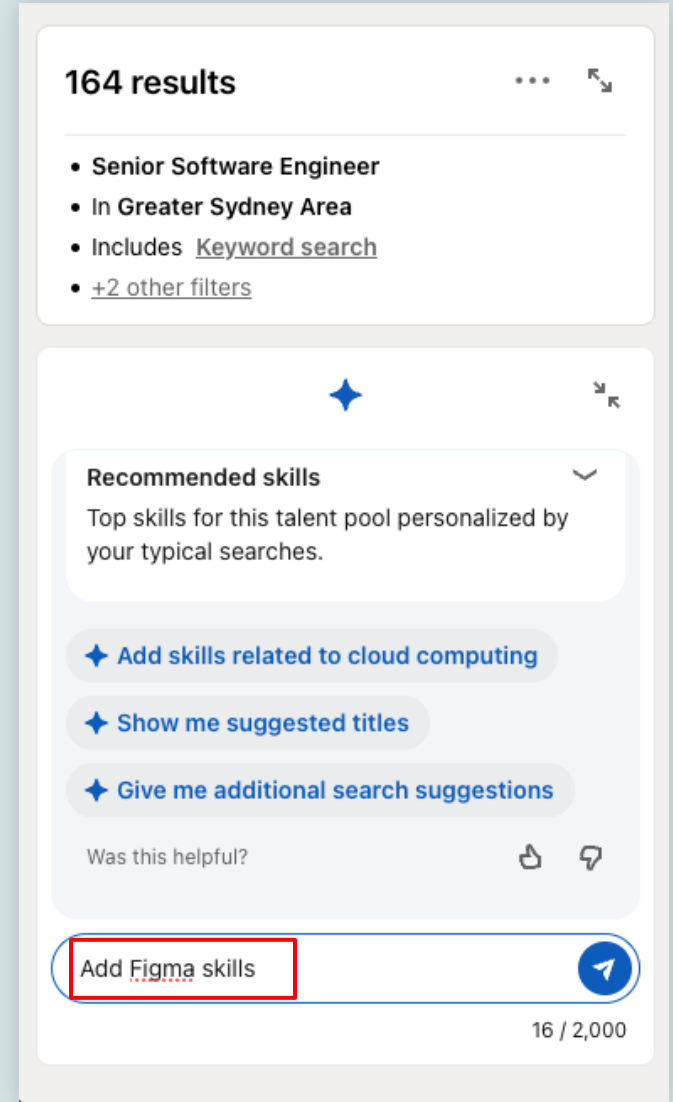 164 results
Senior Software Engineer
In Greater Sydney Area
Includes Keyword search
+2 other filters
Recommended skills
Top skills for this talent pool personalized by
your typical searches.
Add skills related to cloud computing
Show me suggested titles
Give me additional search suggestions
Was this helpful?
Add Figma skills
16 / 2,000